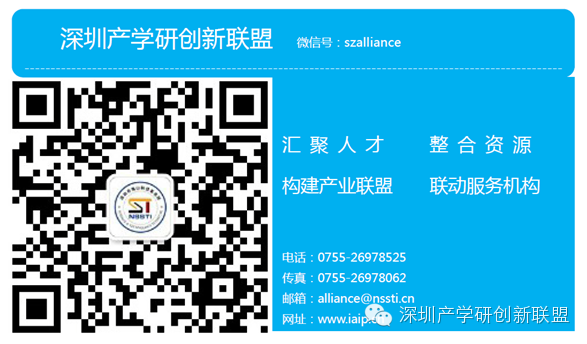 深圳产学研创新联盟 微信号：szalliance
汇聚人才 整合资源
构建产业联盟 联动服务机构
ST
NSSTI
电话：0755-26978525
传真：0755-26978062
邮箱：alliance@nssti.cn
网址：www.iaip.
深圳产学研创新联盟